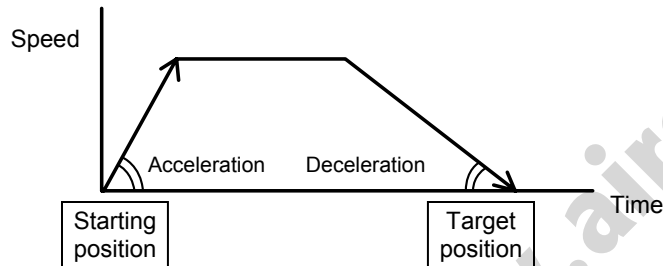 Speed
Acceleration
Deceleration
Starting
position
Target
position
Time